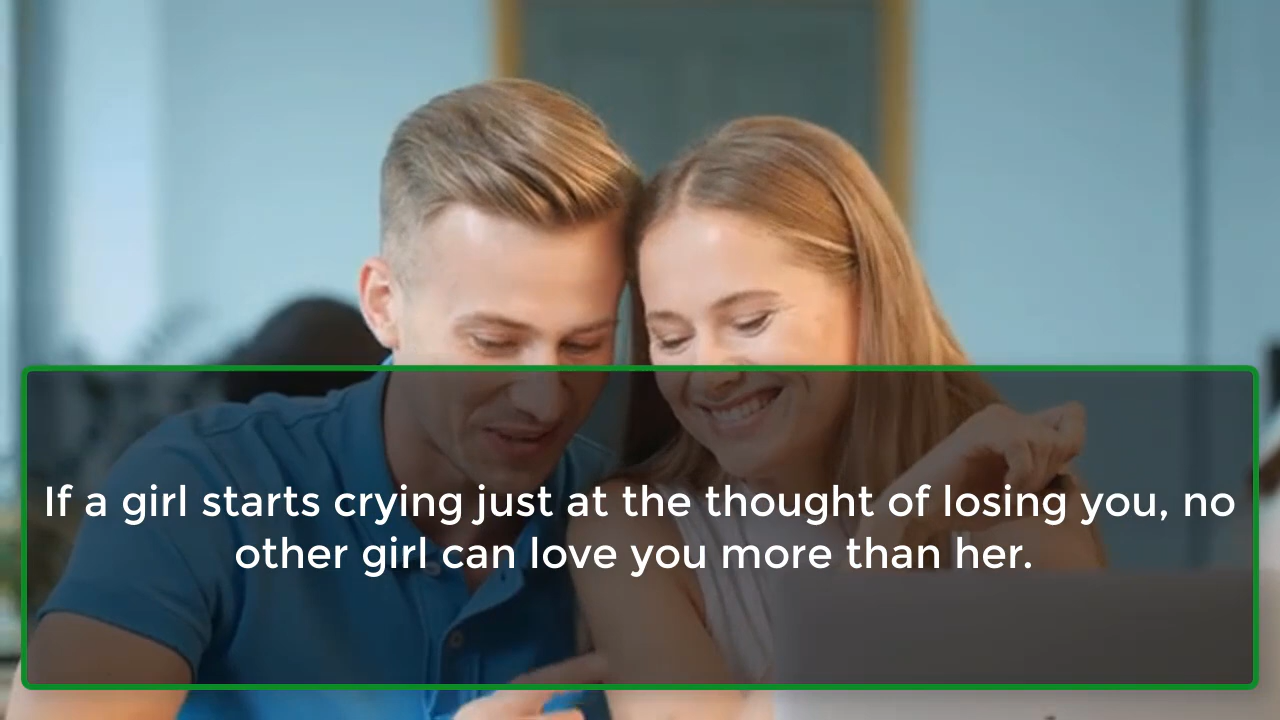 If a girl starts crying just at the thought of losing you, no
other girl can love you more than her.